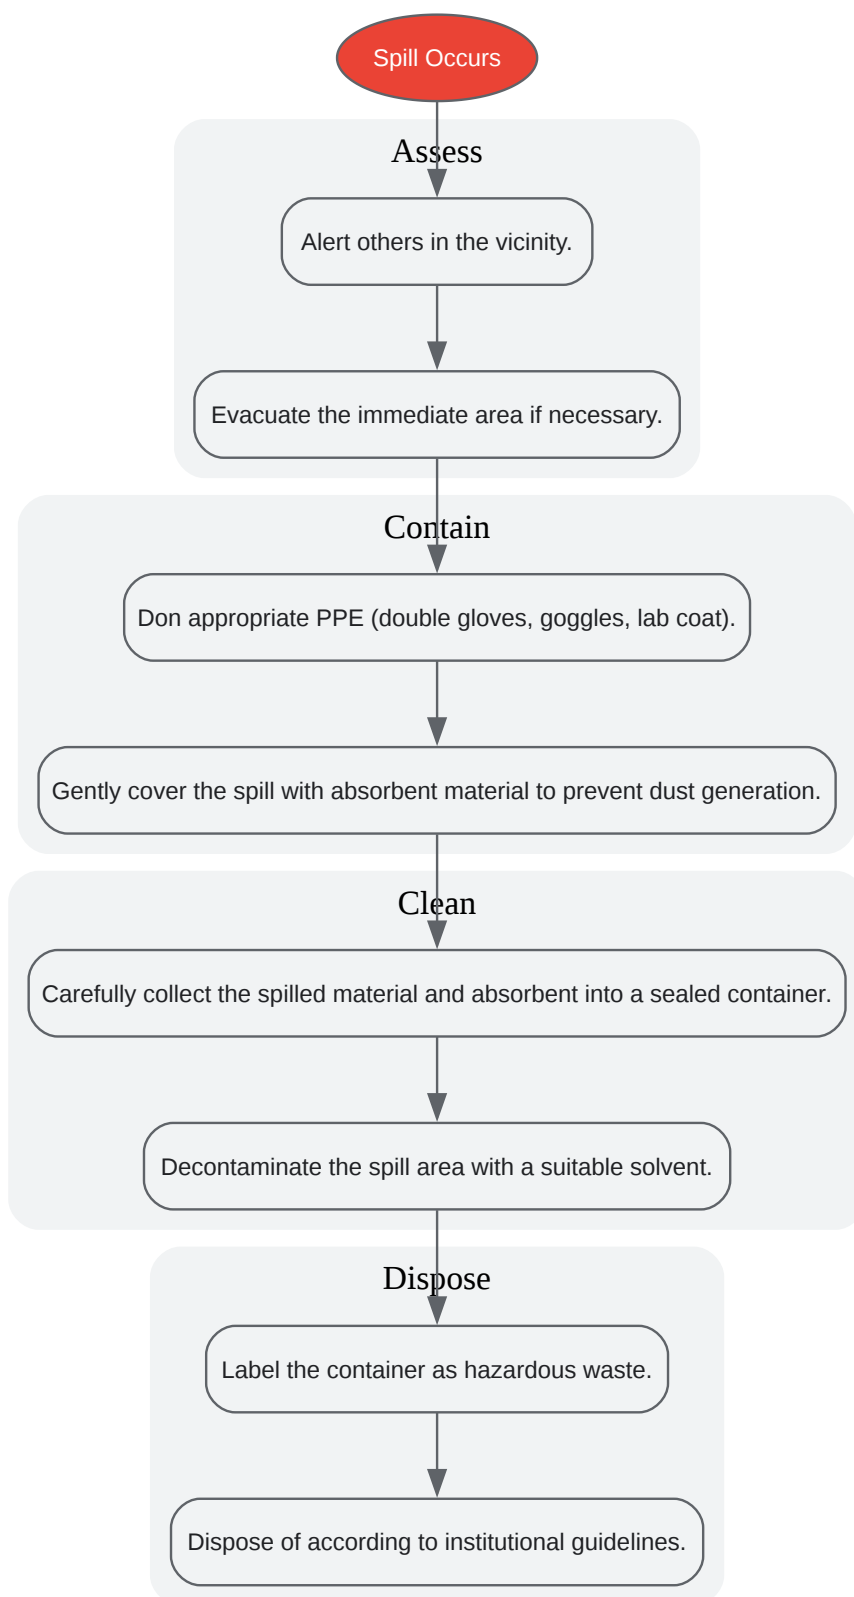 Spill Occurs
Assess
Alert others in the vicinity.
Evacuate the immediate area if necessary.
Contain
Don appropriate PPE (double gloves, goggles, lab coat).
Gently cover the spill with absorbent material to prevent dust generation.
Clean
Carefully collect the spilled material and absorbent into a sealed container.
Decontaminate the spill area with a suitable solvent.
Dispose
Label the container as hazardous waste.
Dispose of according to institutional guidelines.